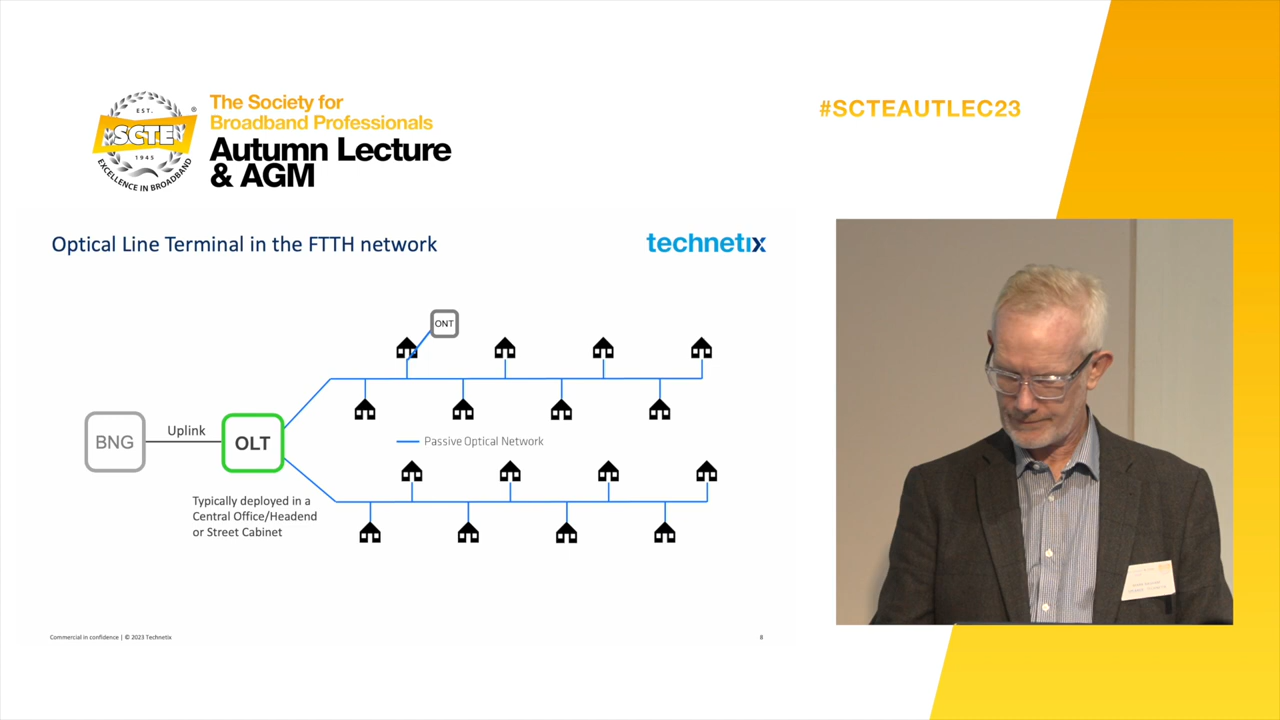 EST.
SCTE
®
1945
EXCELLENCE IN BROADBAND
The Society for
Broadband Professionals
Autumn Lecture
& AGM
#SCTEAUTLEC23
Optical Line Terminal in the FTTH network
technetix
ONT
BNG
Uplink
OLT
Passive Optical Network
Typically deployed in a
Central Office/Headend
or Street Cabinet
Commercial in confidence | © 2023 Technetix
8